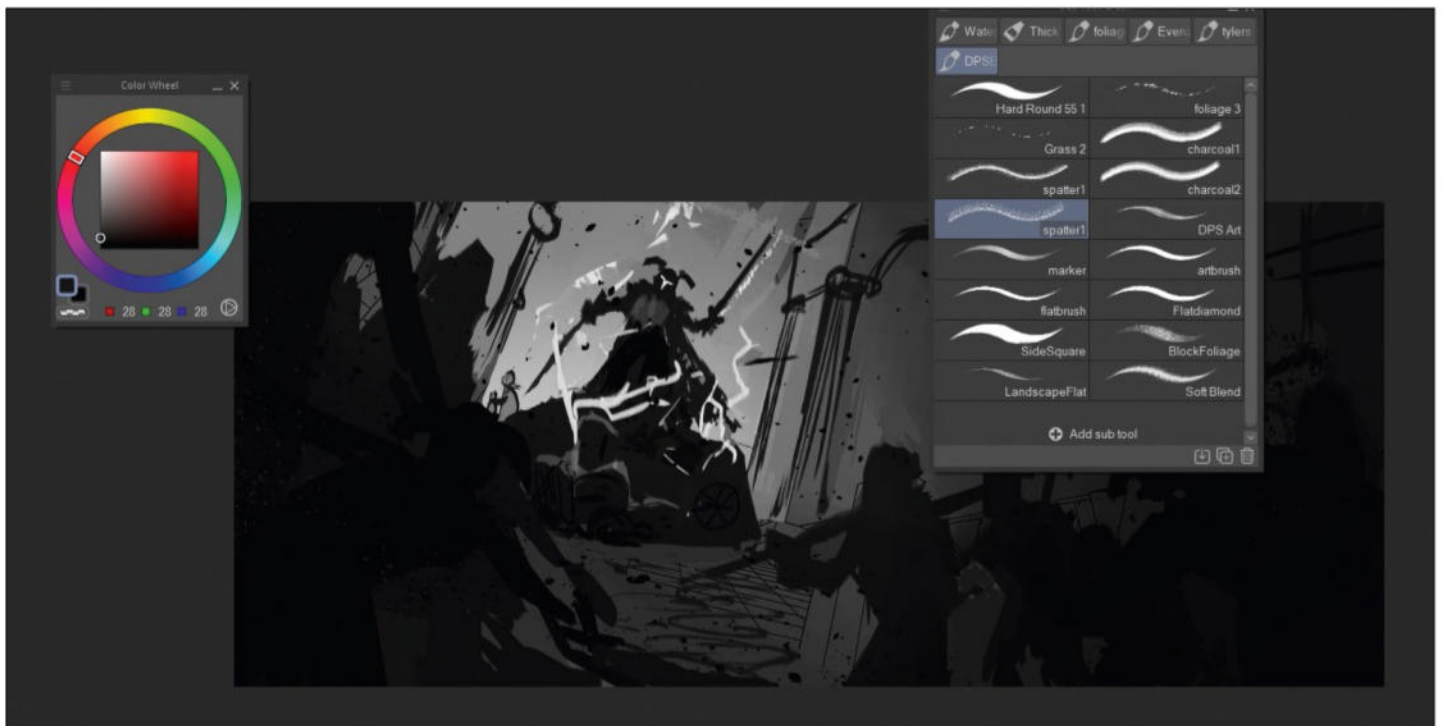 Color Wheel
28 28 28
Wate Thick foliag Even tylers
DPSE
Hard Round 55 1
foliage 3
Grass 2
charcoal1
spatter1
charcoal2
spatter1
DPS Art
marker
artbrush
flatbrush
Flatdiamond
SideSquare
BlockFoliage
LandscapeFlat
Soft Blend
Add sub tool